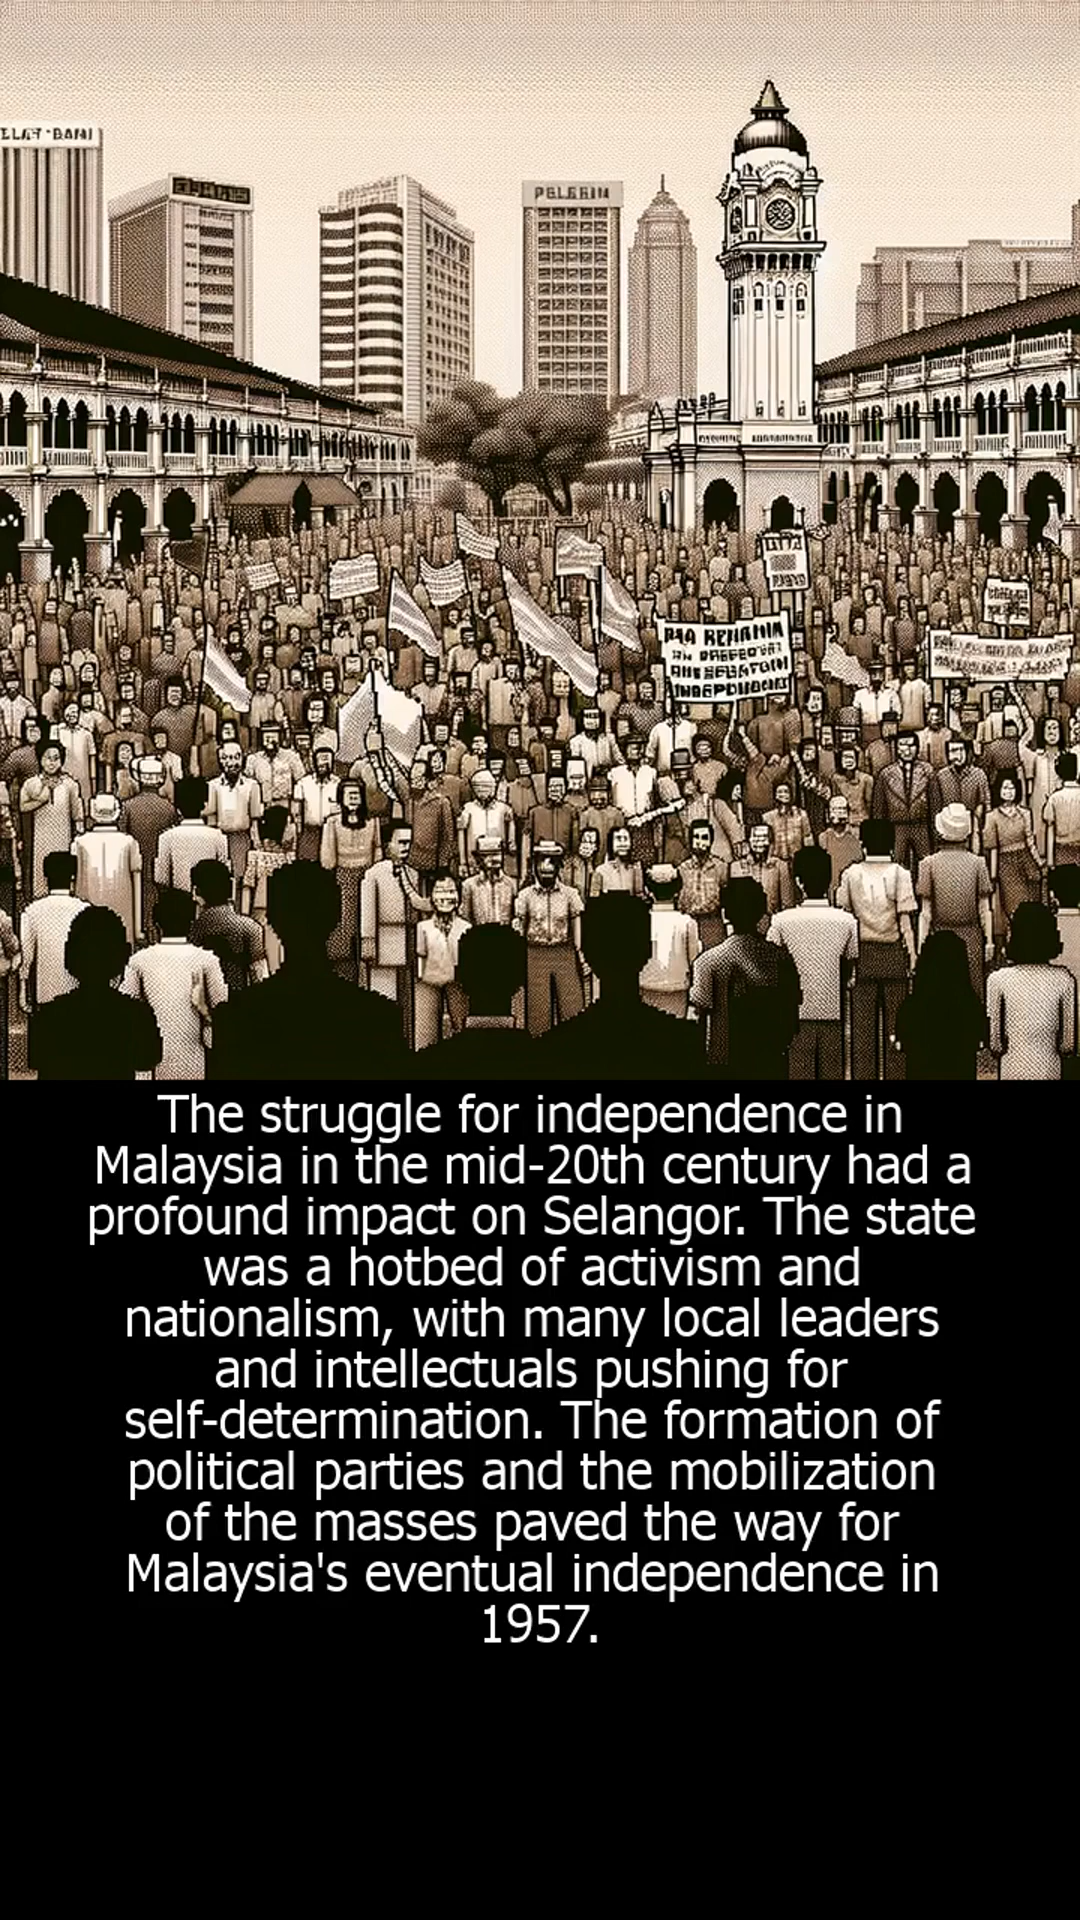 The struggle for independence in
Malaysia in the mid-20th century had a
profound impact on Selangor. The state
was a hotbed of activism and
nationalism, with many local leaders
and intellectuals pushing for
self-determination. The formation of
political parties and the mobilization
of the masses paved the way for
Malaysia's eventual independence in
1957.